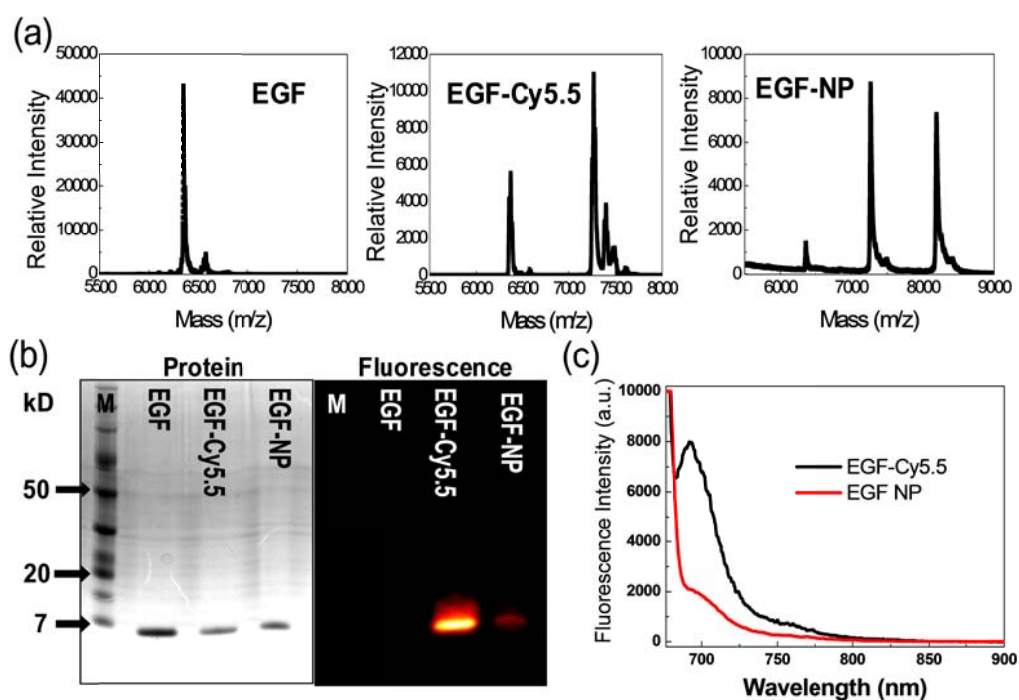 (a)
EGF
Relative Intensity
50000
40000
30000
20000
10000
0
5500 6000 6500 7000 7500 8000
Mass (m/z)
EGF-Cy5.5
Relative Intensity
12000
10000
8000
6000
4000
2000
0
5500 6000 6500 7000 7500 8000
Mass (m/z)
EGF-NP
Relative Intensity
10000
8000
6000
4000
2000
0
6000 7000 8000 9000
Mass (m/z)
(b)
Protein
kD
M
EGF
EGF-Cy5.5
EGF-NP
50
20
7
Fluorescence
M
EGF
EGF-Cy5.5
EGF-NP
(c)
Fluorescence Intensity (a.u.)
10000
8000
6000
4000
2000
0
EGF-Cy5.5
EGF NP
700 750 800 850 900
Wavelength (nm)